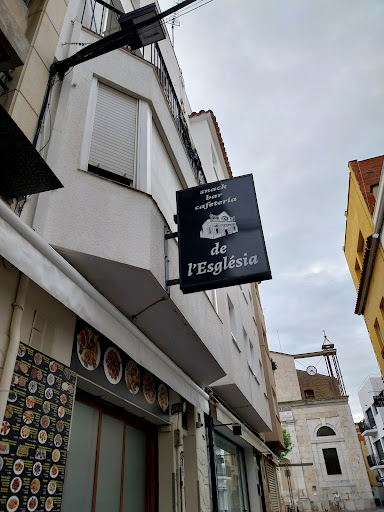 snack
bar
cafeteria
de
l'Església